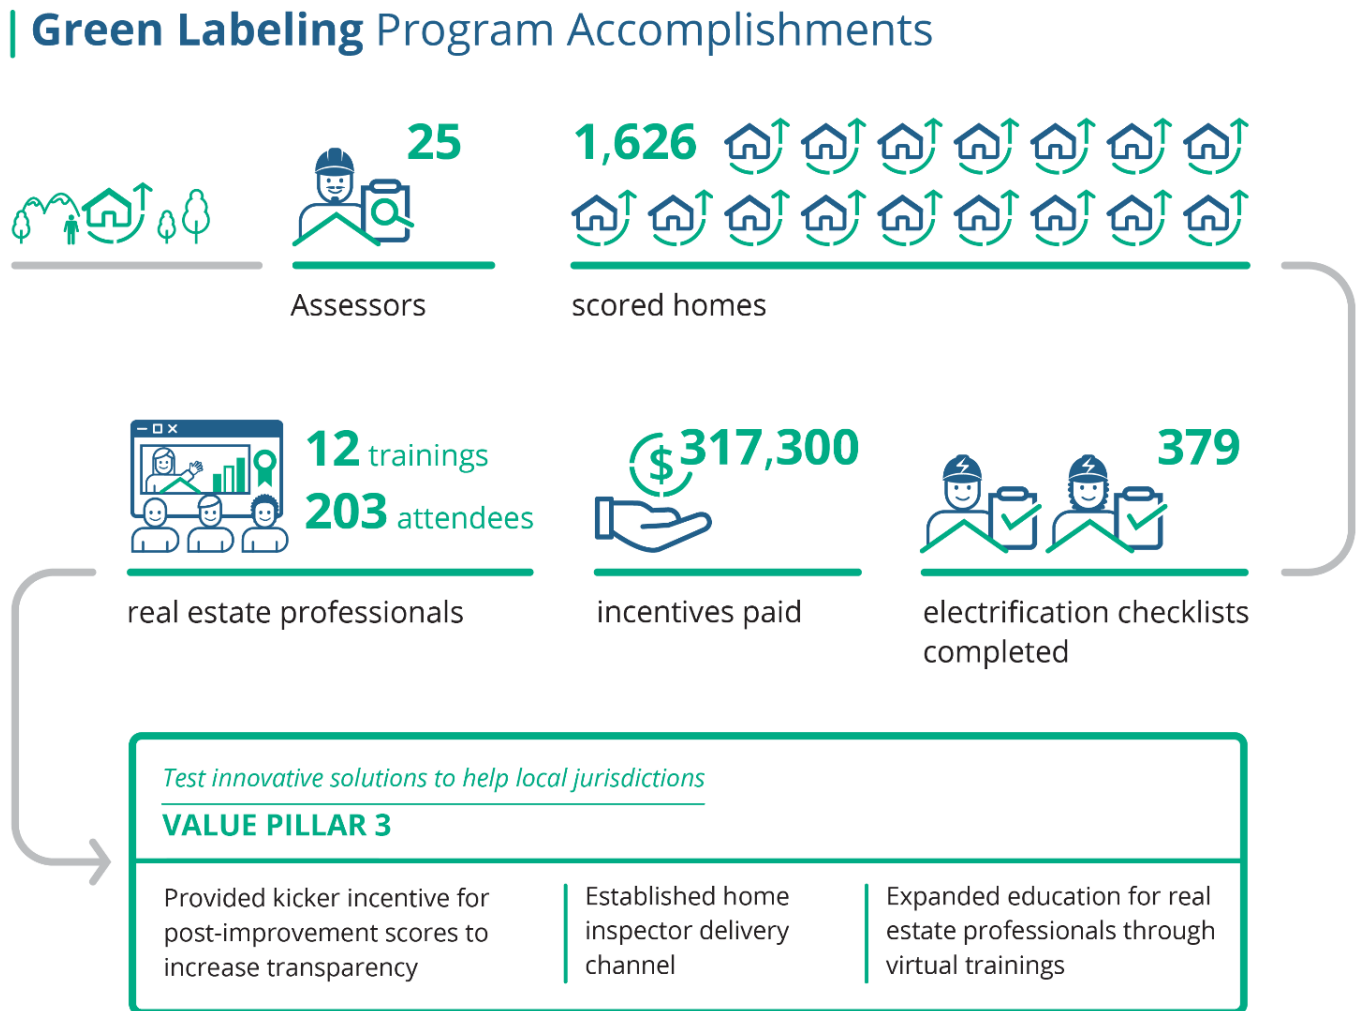 Green Labeling Program Accomplishments
25
Assessors
1,626
scored homes
12 trainings
203 attendees
real estate professionals
$317,300
incentives paid
379
electrification checklists
completed
Test innovative solutions to help local jurisdictions
VALUE PILLAR 3
Provided kicker incentive for
post-improvement scores to
increase transparency
Established home
inspector delivery
channel
Expanded education for real
estate professionals through
virtual trainings